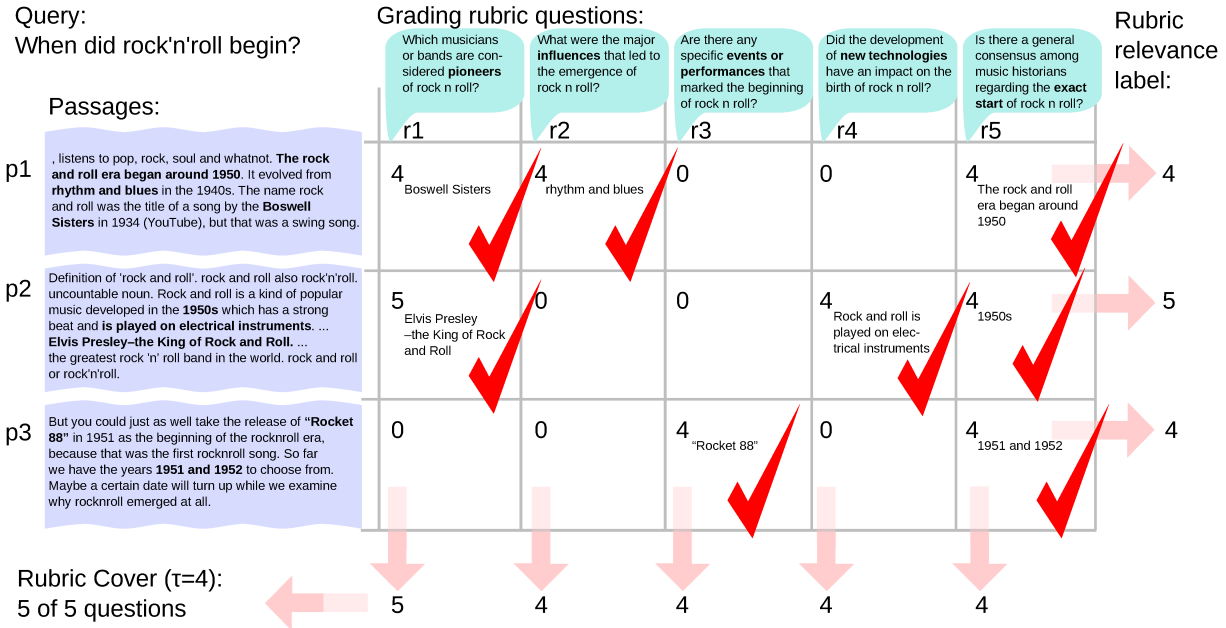 Query:
When did rock'n'roll begin?
Grading rubric questions:
Rubric
relevance
label:
Which musicians
or bands are con-
sidered pioneers
of rock n roll?
What were the major
influences that led to
the emergence of
rock n roll?
Are there any
specific events or
performances that
marked the beginning
of rock n roll?
Did the development
of new technologies
have an impact on the
birth of rock n roll?
Is there a general
consensus among
music historians
regarding the exact
start of rock n roll?
Passages:
r1
r2
r3
r4
r5
p1
, listens to pop, rock, soul and whatnot. The rock
and roll era began around 1950. It evolved from
rhythm and blues in the 1940s. The name rock
and roll was the title of a song by the Boswell
Sisters in 1934 (YouTube), but that was a swing song.
4
Boswell Sisters
4
rhythm and blues
0
0
4
The rock and roll
era began around
1950
4
p2
Definition of 'rock and roll'. rock and roll also rock'n'roll.
uncountable noun. Rock and roll is a kind of popular
music developed in the 1950s which has a strong
beat and is played on electrical instruments. ...
Elvis Presley–the King of Rock and Roll. ...
the greatest rock 'n' roll band in the world. rock and roll
or rock'n'roll.
5
Elvis Presley
–the King of Rock
and Roll
0
0
4
Rock and roll is
played on elec-
trical instruments
4
1950s
5
p3
But you could just as well take the release of “Rocket
88” in 1951 as the beginning of the rocknroll era,
because that was the first rocknroll song. So far
we have the years 1951 and 1952 to choose from.
Maybe a certain date will turn up while we examine
why rocknroll emerged at all.
0
0
4
“Rocket 88”
0
4
1951 and 1952
4
Rubric Cover (τ=4):
5 of 5 questions
5
4
4
4
4